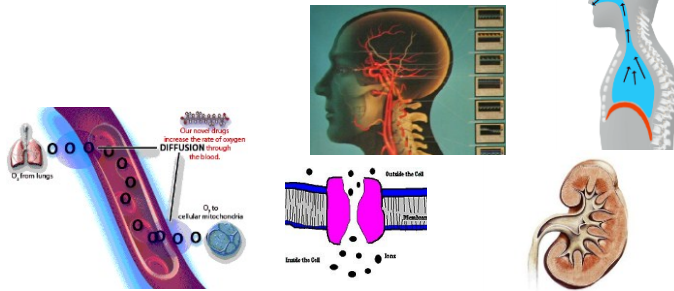 Our novel drugs
increase the rate of oxygen
DIFFUSION through
the blood.
O₂ from lungs
O₂ to
cellular mitochondria
Outside the Cell
Membrane
Inside the Cell
Ions